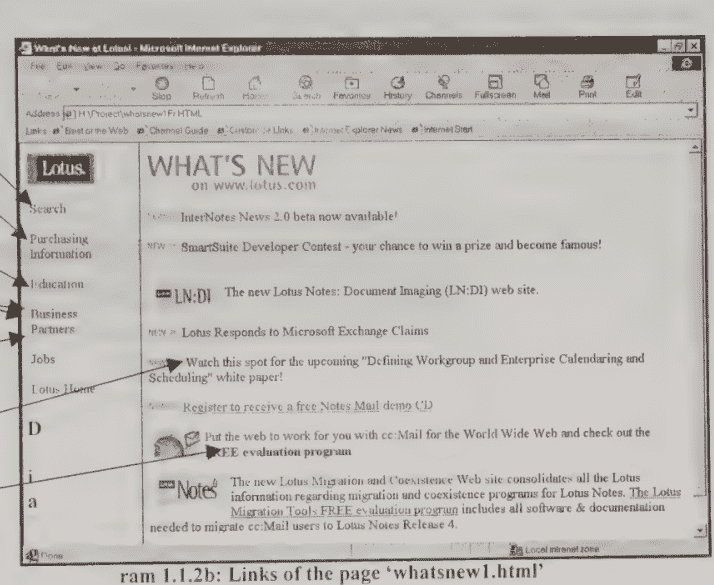 What's New at Lotus! - Microsoft Internet Explorer
File Edit View Go Favorites Help
Stop Refresh Home Search Favorites History Channels Fullscreen Mail Print Edit
Address H:\Project\whatsnew1Fr.HTML
Links Best of the Web Channel Guide Customize Links Internet Explorer News Internet Start
Lotus.
WHAT'S NEW
on www.lotus.com
Search
InterNotes News 2.0 beta now available!
Purchasing
Information
NEW SmartSuite Developer Contest - your chance to win a prize and become famous!
Education
LN:DI The new Lotus Notes: Document Imaging (LN:DI) web site.
Business
Partners
NEW Lotus Responds to Microsoft Exchange Claims
Jobs
Watch this spot for the upcoming "Defining Workgroup and Enterprise Calendaring and
Scheduling" white paper!
Lotus Home
Register to receive a free Notes Mail demo CD
D
Put the web to work for you with cc:Mail for the World Wide Web and check out the
FREE evaluation program
i
a
Notes The new Lotus Migration and Coexistence Web site consolidates all the Lotus
information regarding migration and coexistence programs for Lotus Notes. The Lotus
Migration Tools FREE evaluation program includes all software & documentation
needed to migrate cc:Mail users to Lotus Notes Release 4.
Done Local intranet zone
ram 1.1.2b: Links of the page 'whatsnew1.html'